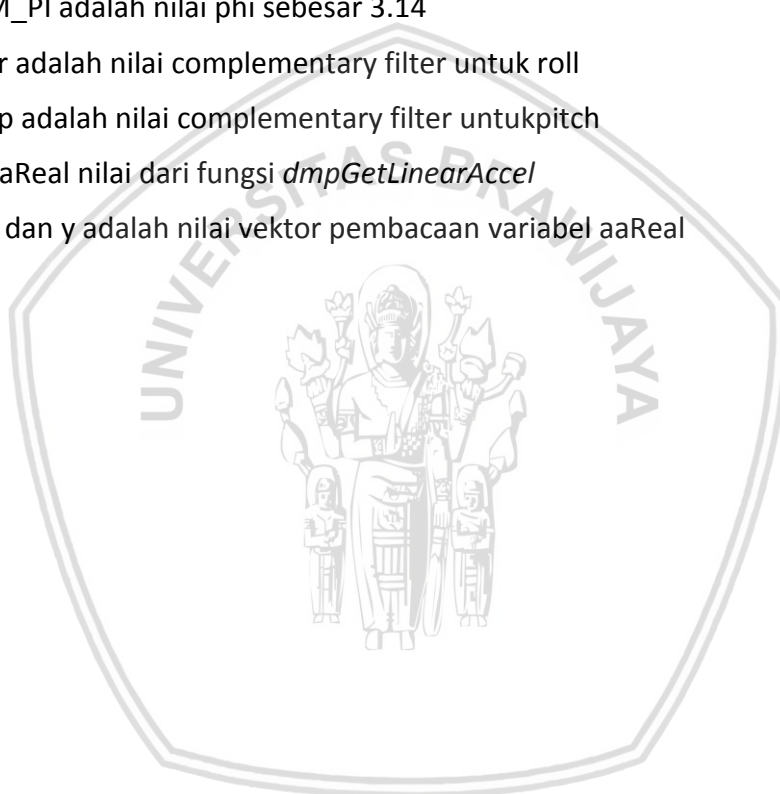 M_PI adalah nilai phi sebesar 3.14
r adalah nilai complementary filter untuk roll
p adalah nilai complementary filter untukpitch
aReal nilai dari fungsi dmpGetLinearAccel
dan y adalah nilai vektor pembacaan variabel aaReal
UNIVERSITAS BRAWIJAYA